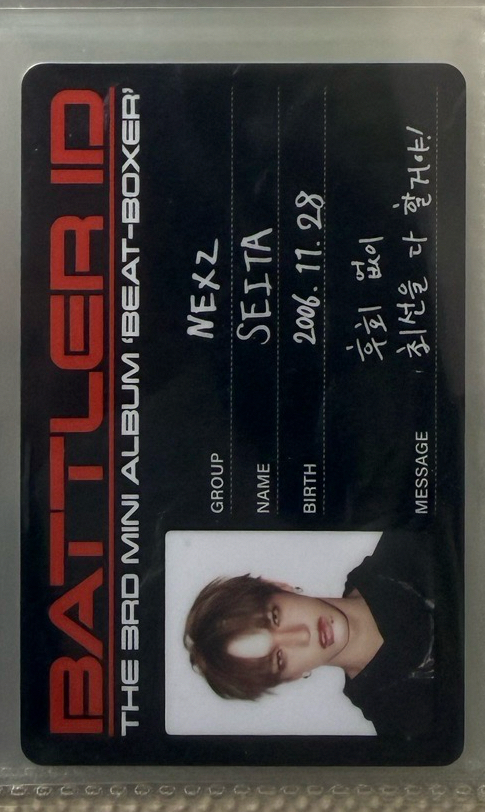 BATTLER ID
THE 3RD MINI ALBUM 'BEAT-BOXER'
GROUP NEXZ
NAME SEITA
BIRTH 2006. 11. 28
후회 없이
MESSAGE 최선을 다 할거야!